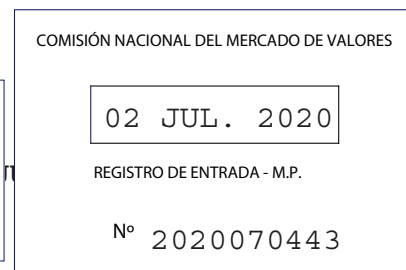 COMISIÓN NACIONAL DEL MERCADO DE VALORES
02 JUL. 2020
REGISTRO DE ENTRADA - M.P.
Nº 2020070443